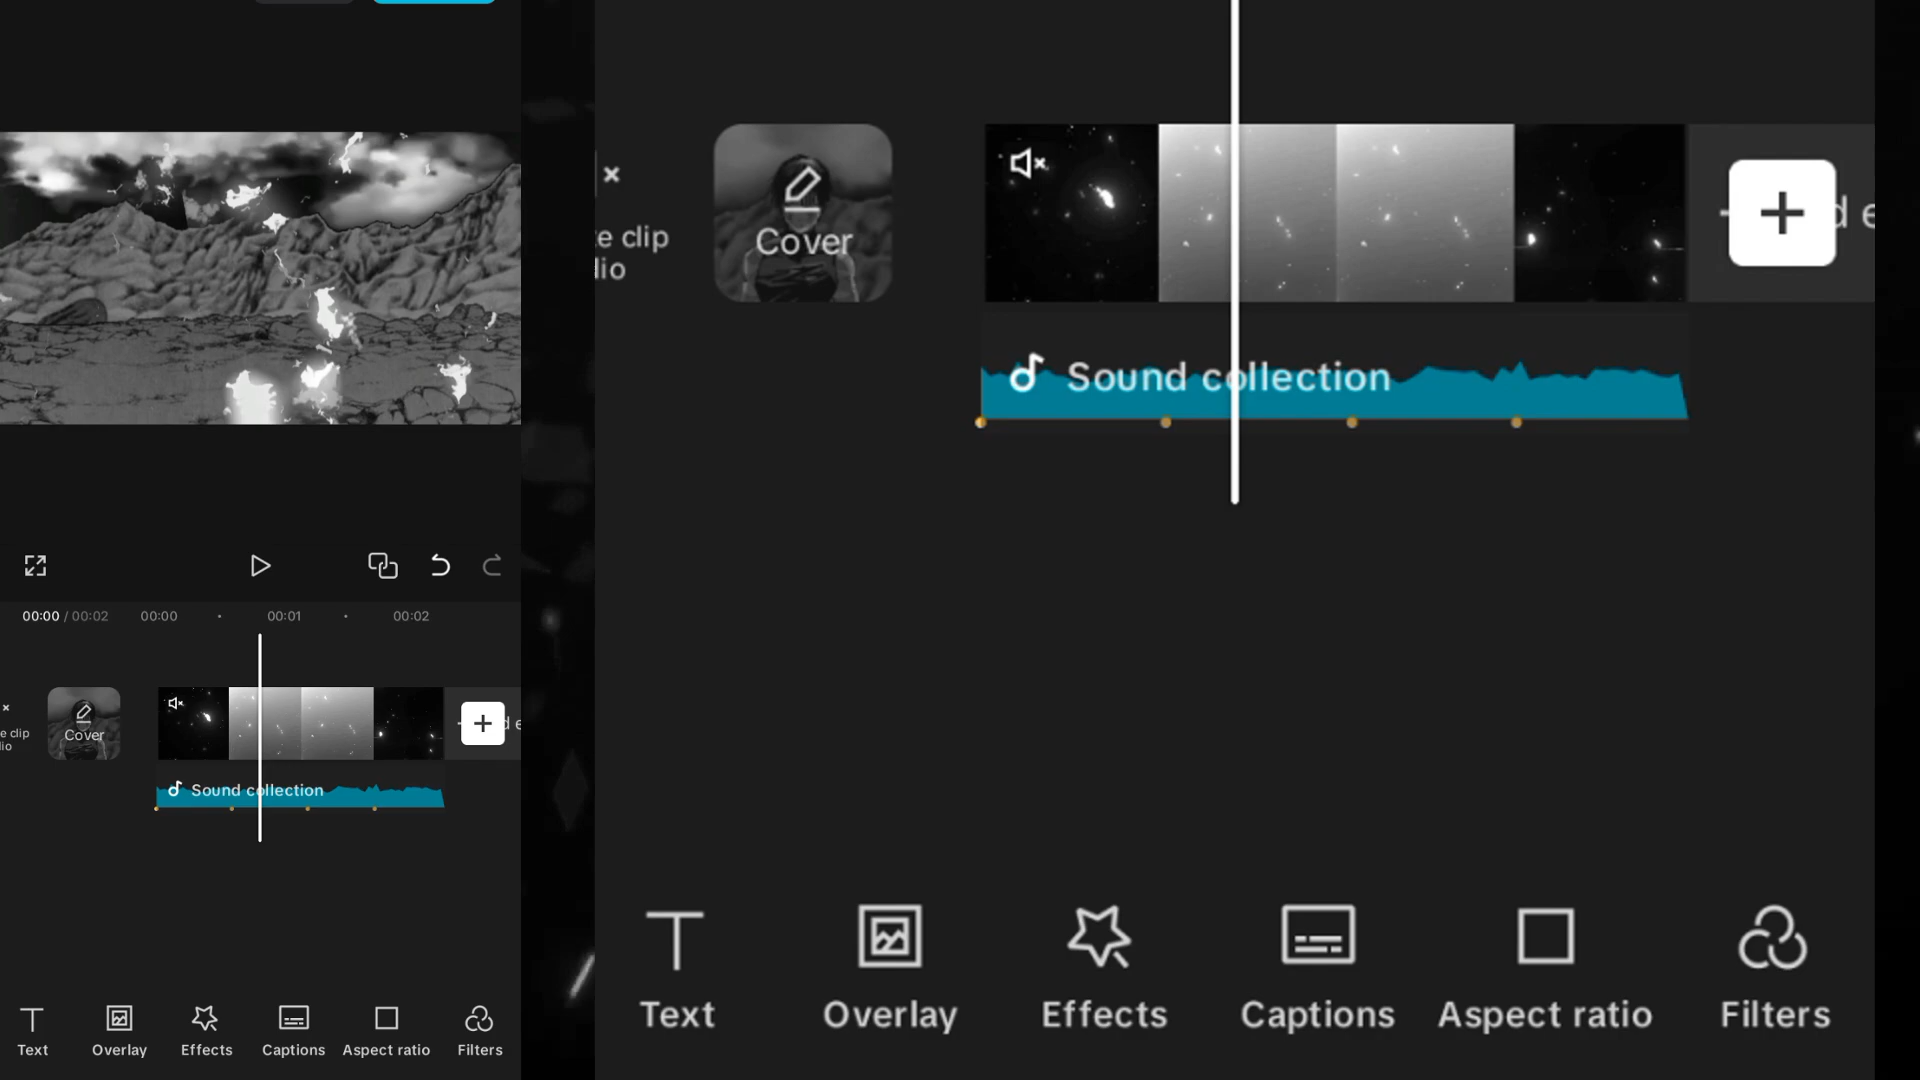 00:00 / 00:02 00:00 00:01 00:02
e clip
io
Cover
d e
Sound collection
Text Overlay Effects Captions Aspect ratio Filters
e clip
lio
Cover
d e
Sound collection
Text Overlay Effects Captions Aspect ratio Filters